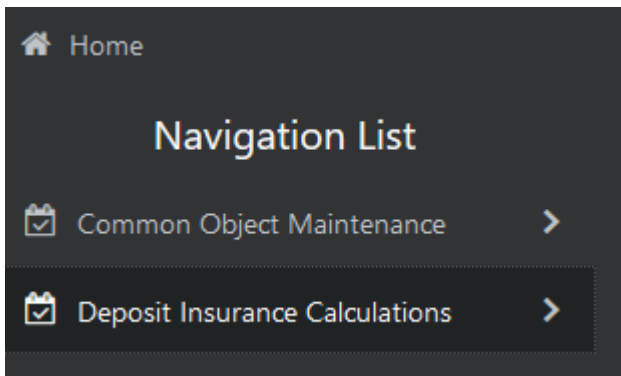 Home
Navigation List
Common Object Maintenance
Deposit Insurance Calculations